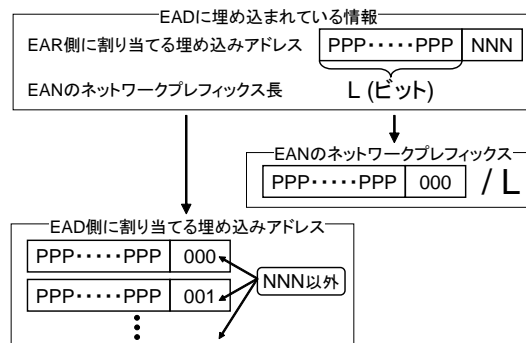 EADに埋め込まれている情報
EAR側に割り当てる埋め込みアドレス PPP・・・・・PPP NNN
EANのネットワークプレフィックス長 L (ビット)
EANのネットワークプレフィックス
PPP・・・・・PPP 000 / L
EAD側に割り当てる埋め込みアドレス
PPP・・・・・PPP 000
NNN以外
PPP・・・・・PPP 001